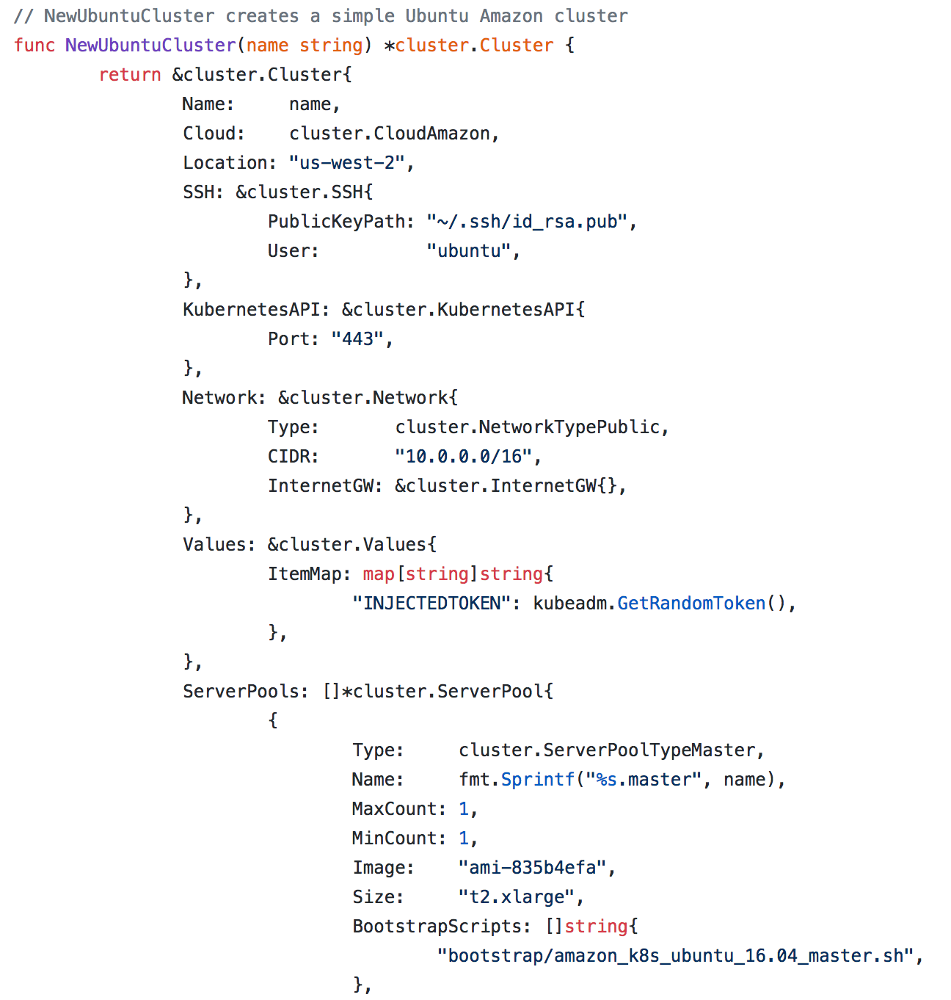 // NewUbuntuCluster creates a simple Ubuntu Amazon cluster
func NewUbuntuCluster(name string) *cluster.Cluster {
        return &cluster.Cluster{
                Name:     name,
                Cloud:    cluster.CloudAmazon,
                Location: "us-west-2",
                SSH: &cluster.SSH{
                        PublicKeyPath: "~/.ssh/id_rsa.pub",
                        User:          "ubuntu",
                },
                KubernetesAPI: &cluster.KubernetesAPI{
                        Port: "443",
                },
                Network: &cluster.Network{
                        Type:       cluster.NetworkTypePublic,
                        CIDR:       "10.0.0.0/16",
                        InternetGW: &cluster.InternetGW{},
                },
                Values: &cluster.Values{
                        ItemMap: map[string]string{
                                "INJECTEDTOKEN": kubeadm.GetRandomToken(),
                        },
                },
                ServerPools: []*cluster.ServerPool{
                        {
                                Type:     cluster.ServerPoolTypeMaster,
                                Name:     fmt.Sprintf("%s.master", name),
                                MaxCount: 1,
                                MinCount: 1,
                                Image:    "ami-835b4efa",
                                Size:     "t2.xlarge",
                                BootstrapScripts: []string{
                                        "bootstrap/amazon_k8s_ubuntu_16.04_master.sh",
                                },